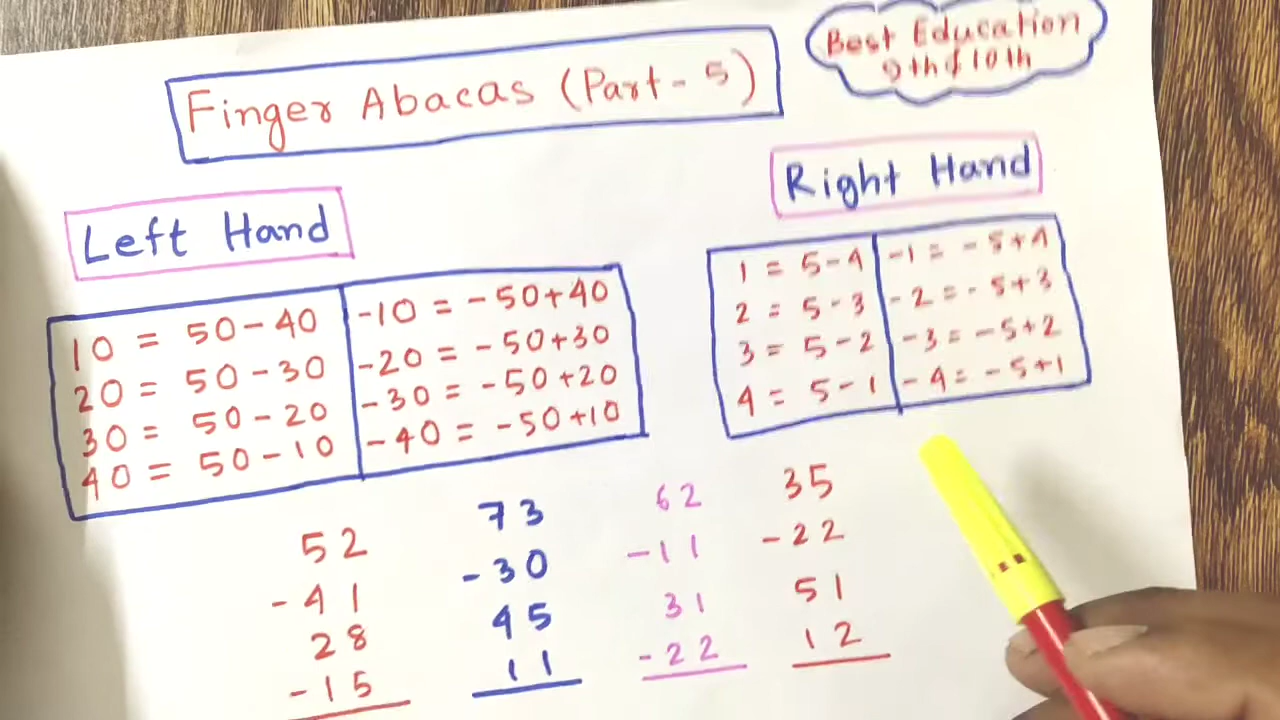 Finger Abacas (Part - 5)
Best Education
9th & 10th
Left Hand
10 = 50 - 40
20 = 50 - 30
30 = 50 - 20
40 = 50 - 10
-10 = - 50+40
-20 = - 50+30
-30 = -50 +20
-40 = -50 +10
Right Hand
1 = 5 - 4
2 = 5 - 3
3 = 5 - 2
4 = 5 - 1
-1 = - 5+4
-2 = - 5+3
-3 = - 5+2
-4 = - 5+1
52
- 41
28
- 15
73
- 30
45
11
62
- 11
31
- 22
35
- 22
51
12